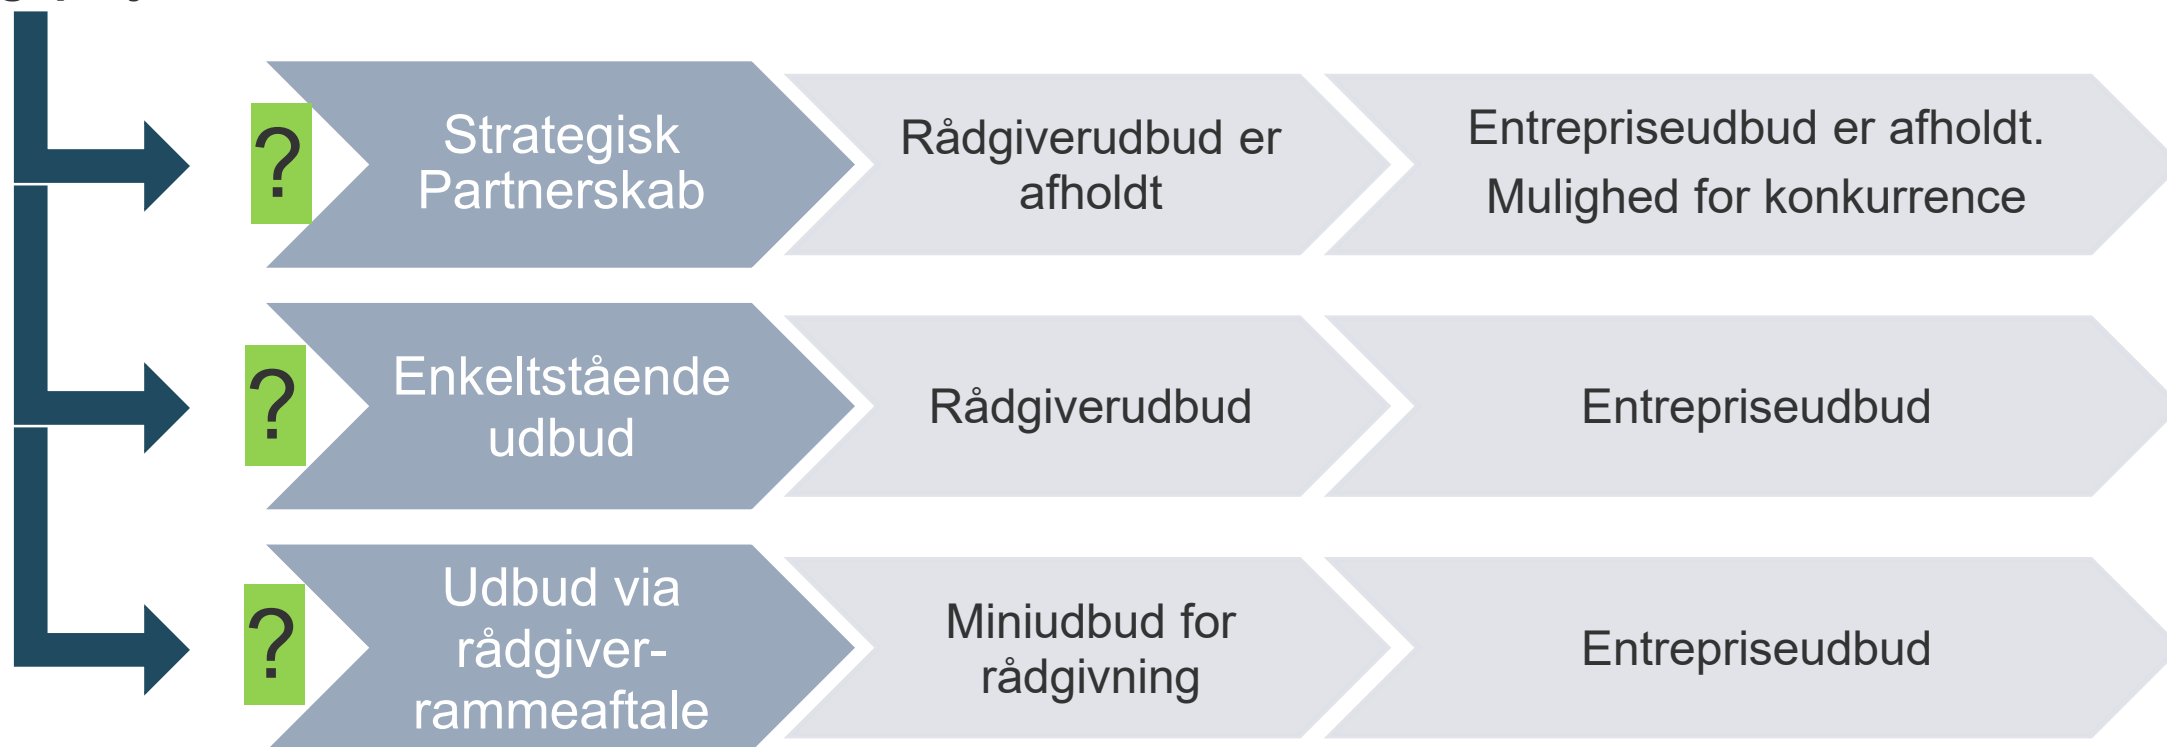 ?
Strategisk
Partnerskab
Rådgiverudbud er
afholdt
Entrepriseudbud er afholdt.
Mulighed for konkurrence
?
Enkeltstående
udbud
Rådgiverudbud
Entrepriseudbud
?
Udbud via
rådgiver-
rammeaftale
Miniudbud for
rådgivning
Entrepriseudbud